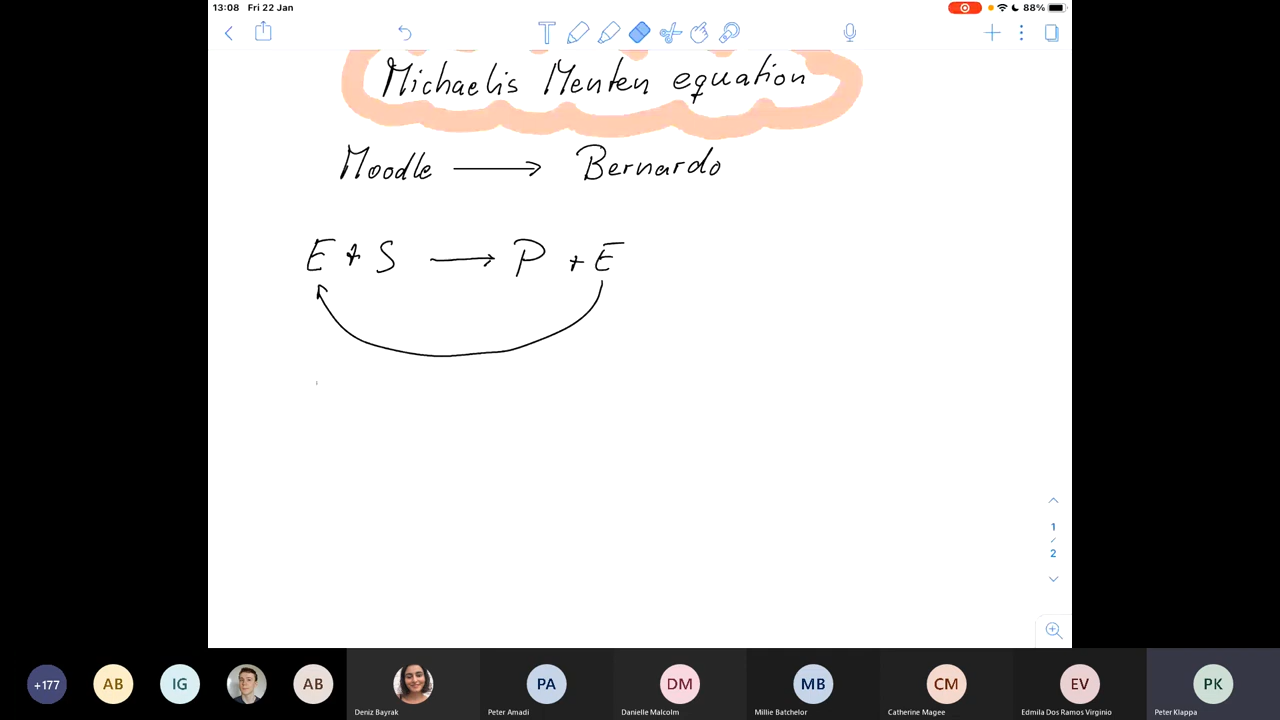 13:08 Fri 22 Jan 88%
T
Michaelis Menten equation
Moodle ⟶ Bernardo
E + S ⟶ P + E
1
/
2
+177 AB IG AB PA DM MB CM EV PK
Deniz Bayrak Peter Amadi Danielle Malcolm Millie Batchelor Catherine Magee Edmila Dos Ramos Virginio Peter Klappa